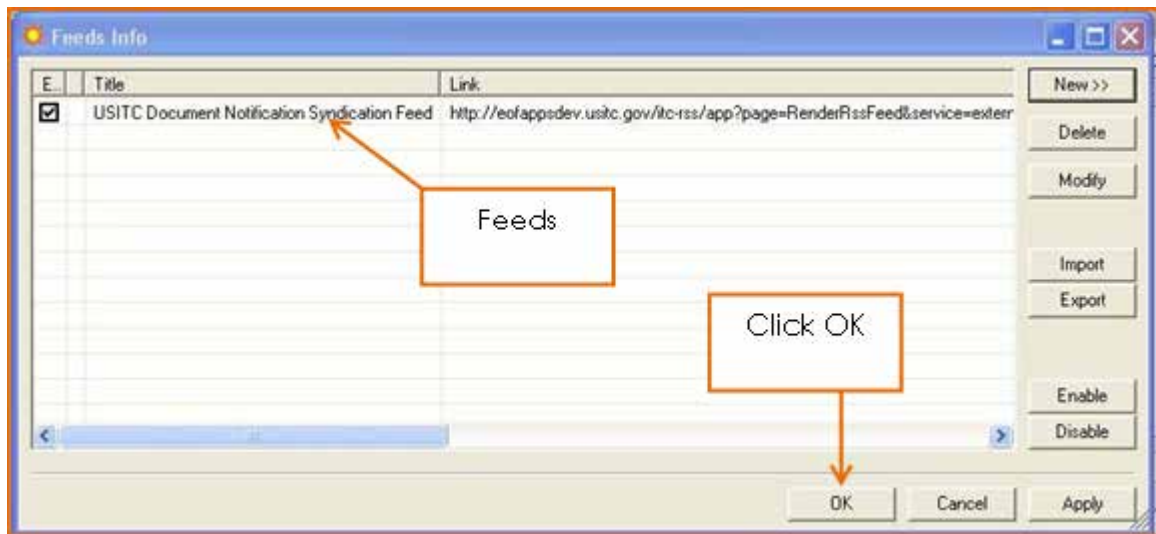 Feeds Info
E... Title Link New >>
USITC Document Notification Syndication Feed http://eofappsdev.usitc.gov/itc-rss/app?page=RenderRssFeed&service=extern
Delete
Modify
Feeds
Import
Export
Click OK
Enable
Disable
OK Cancel Apply